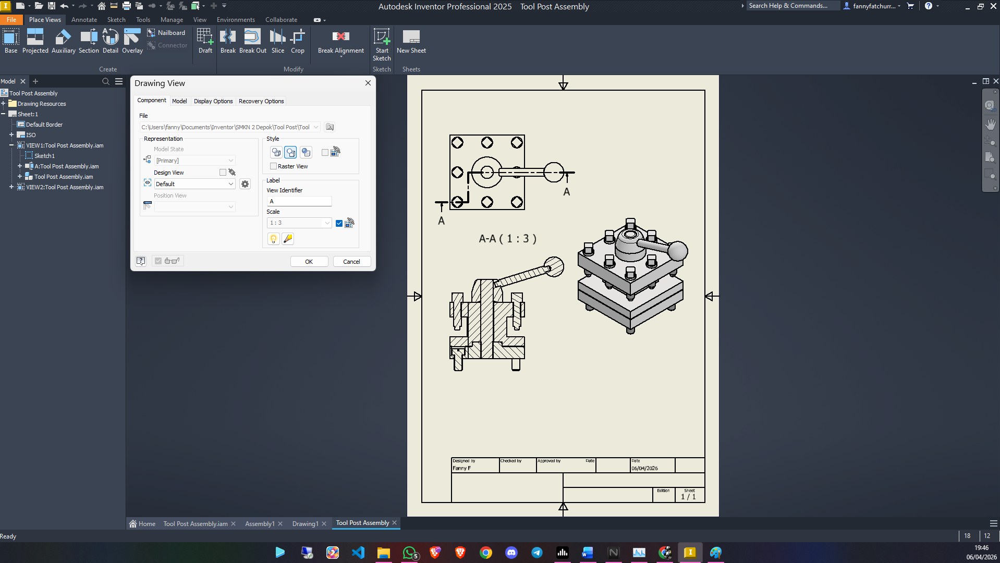 Autodesk Inventor Professional 2025 Tool Post Assembly
Search Help & Commands...
fannyfatchurr...
File Place Views Annotate Sketch Tools Manage View Environments Collaborate
Base Projected Auxiliary Section Detail Overlay
Nailboard
Connector
Draft Break Break Out Slice Crop Break Alignment
Start Sketch
New Sheet
Create Modify Sketch Sheets
Model
Tool Post Assembly
Drawing Resources
Sheet:1
Default Border
ISO
VIEW1:Tool Post Assembly.iam
Sketch1
A:Tool Post Assembly.iam
Tool Post Assembly.iam
VIEW2:Tool Post Assembly.iam
Drawing View
Component Model Display Options Recovery Options
File
C:\Users\fanny\Documents\Inventor\SMKN 2 Depok\Tool Post\Tool
Representation
Model State
[Primary]
Design View
Default
Position View
Style
Raster View
Label
View Identifier
A
Scale
1 : 3
OK Cancel
A
A
A-A ( 1 : 3 )
Designed by Checked by Approved by Date Date
Fanny F 06/04/2026
Edition Sheet
1 / 1
Home Tool Post Assembly.iam Assembly1 Drawing1 Tool Post Assembly
Ready 18 12
5
19:46
06/04/2026